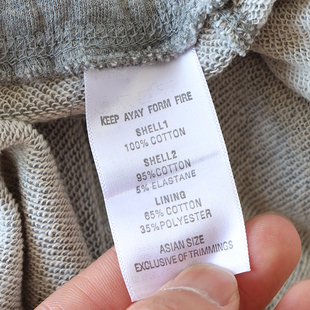 KEEP AYAY FORM FIRE
SHELL1
100% COTTON
SHELL2
95%COTTON
5% ELASTANE
LINING
65% COTTON
35%POLYESTER
ASIAN SIZE
EXCLUSIVE OF TRIMMINGS